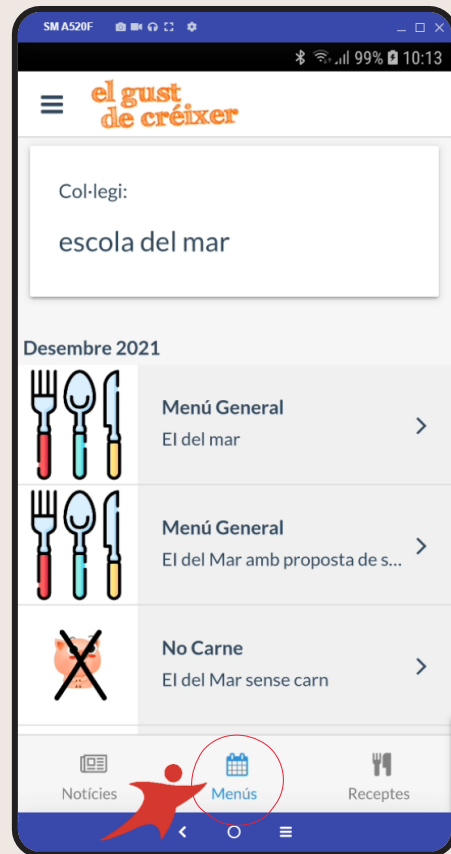 SM A520F
99% 10:13
el gust
de créixer
Col·legi:
escola del mar
Desembre 2021
Menú General
El del mar
Menú General
El del Mar amb proposta de s...
No Carne
El del Mar sense carn
Notícies Menús Receptes